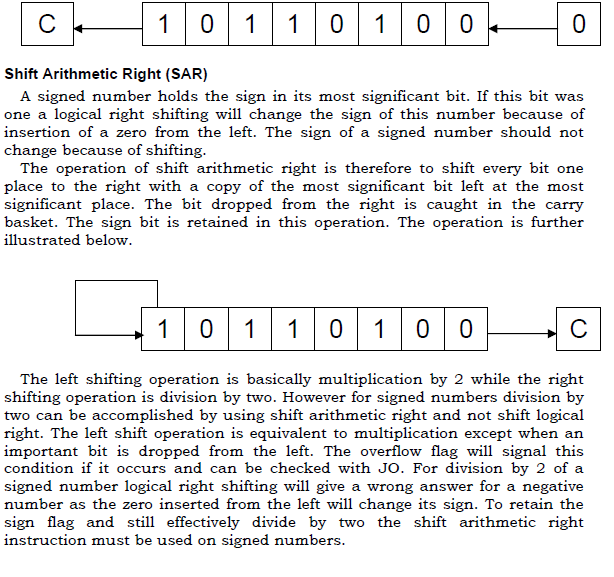 C 1 0 1 1 0 1 0 0 0
Shift Arithmetic Right (SAR)
A signed number holds the sign in its most significant bit. If this bit was
one a logical right shifting will change the sign of this number because of
insertion of a zero from the left. The sign of a signed number should not
change because of shifting.
The operation of shift arithmetic right is therefore to shift every bit one
place to the right with a copy of the most significant bit left at the most
significant place. The bit dropped from the right is caught in the carry
basket. The sign bit is retained in this operation. The operation is further
illustrated below.
1 0 1 1 0 1 0 0 C
The left shifting operation is basically multiplication by 2 while the right
shifting operation is division by two. However for signed numbers division by
two can be accomplished by using shift arithmetic right and not shift logical
right. The left shift operation is equivalent to multiplication except when an
important bit is dropped from the left. The overflow flag will signal this
condition if it occurs and can be checked with JO. For division by 2 of a
signed number logical right shifting will give a wrong answer for a negative
number as the zero inserted from the left will change its sign. To retain the
sign flag and still effectively divide by two the shift arithmetic right
instruction must be used on signed numbers.